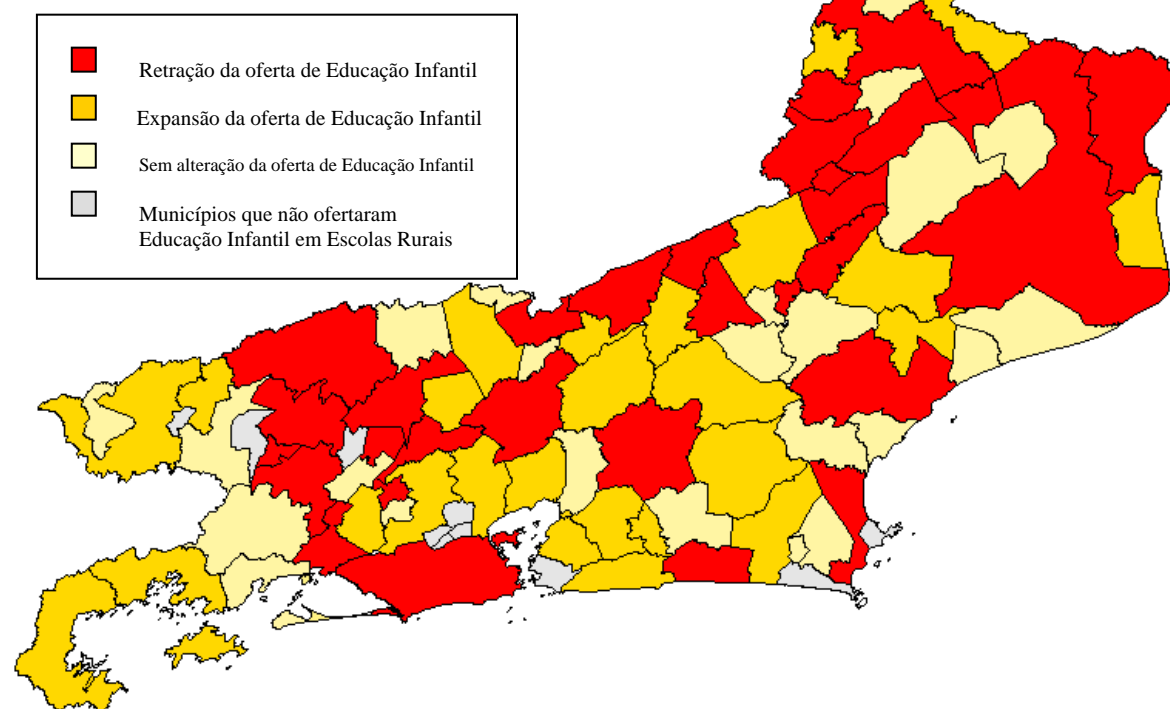 Retração da oferta de Educação Infantil
Expansão da oferta de Educação Infantil
Sem alteração da oferta de Educação Infantil
Municípios que não ofertaram
Educação Infantil em Escolas Rurais